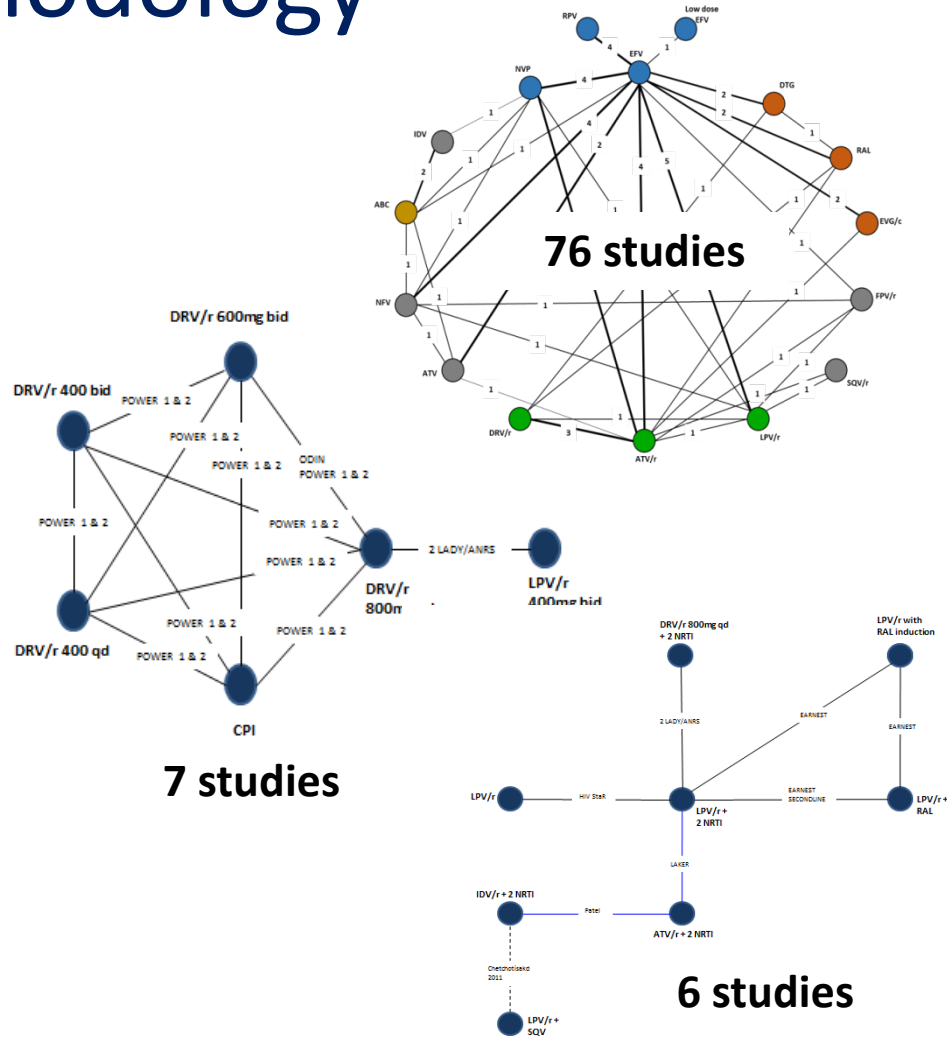 odology
Low dose
EFV
RPV
4
1
EFV
NVP
4
DTG
2
2
1
RAL
1
4
2
4
5
1
IDV
1
1
2
1
1
2
EVG/c
ABC
1
1
1
76 studies
1
1
NFV
1
1
1
FPV/r
1
1
1
1
ATV
1
1
1
1
SQV/r
DRV/r
3
1
ATV/r
1
LPV/r
DRV/r 600mg bid
DRV/r 400 bid
POWER 1 & 2
POWER 1 & 2
POWER 1 & 2
ODIN
POWER 1 & 2
POWER 1 & 2
POWER 1 & 2
POWER 1 & 2
2 LADY/ANRS
DRV/r
LPV/r
400mg bid
DRV/r 400 qd
POWER 1 & 2
POWER 1 & 2
POWER 1 & 2
CPI
7 studies
DRV/r 800mg qd
+ 2 NRTI
LPV/r with
RAL induction
2 LADY/ANRS
EARNEST
EARNEST
LPV/r
HIV StaR
LPV/r +
2 NRTI
EARNEST
SECONDLINE
LPV/r +
RAL
LAKER
IDV/r + 2 NRTI
Patel
ATV/r + 2 NRTI
Chetchotisakd
2011
LPV/r +
SQV
6 studies